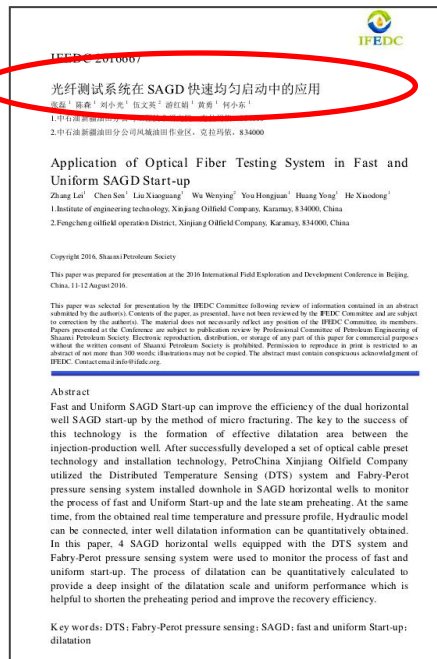 IFEDC
IFEDC 2016667
光纤测试系统在 SAGD 快速均匀启动中的应用
张磊¹ 陈森¹ 刘小光¹ 伍文英² 游红娟¹ 黄勇¹ 何小东¹
2.中石油新疆油田分公司风城油田作业区，克拉玛依，834000
Application of Optical Fiber Testing System in Fast and
Uniform SAGD Start-up
Zhang Lei¹ Chen Sen¹ Liu Xiaoguang¹ Wu Wenying² You Hongjuan¹ Huang Yong¹ He Xiaodong¹
1.Institute of engineering technology, Xinjiang Oilfield Company, Karamay, 834000, China
2.Fengcheng oilfield operation District, Xinjiang Oilfield Company, Karamay, 834000, China
Copyright 2016, Shaanxi Petroleum Society
This paper was prepared for presentation at the 2016 International Field Exploration and Development Conference in Beijing,
China, 11-12 August 2016.
This paper was selected for presentation by the IFEDC Committee following review of information contained in an abstract
submitted by the author(s). Contents of the paper, as presented, have not been reviewed by the IFEDC Committee and are subject
to correction by the author(s). The material does not necessarily reflect any position of the IFEDC Committee, its members.
Papers presented at the Conference are subject to publication review by Professional Committee of Petroleum Engineering of
Shaanxi Petroleum Society. Electronic reproduction, distribution, or storage of any part of this paper for commercial purposes
without the written consent of Shaanxi Petroleum Society is prohibited. Permission to reproduce in print is restricted to an
abstract of not more than 300 words; illustrations may not be copied. The abstract must contain conspicuous acknowledgment of
IFEDC. Contact email:info@ifedc.org.
Abstract
Fast and Uniform SAGD Start-up can improve the efficiency of the dual horizontal
well SAGD start-up by the method of micro fracturing. The key to the success of
this technology is the formation of effective dilatation area between the
injection-production well. After successfully developed a set of optical cable preset
technology and installation technology, PetroChina Xinjiang Oilfield Company
utilized the Distributed Temperature Sensing (DTS) system and Fabry-Perot
pressure sensing system installed downhole in SAGD horizontal wells to monitor
the process of fast and Uniform Start-up and the late steam preheating. At the same
time, from the obtained real time temperature and pressure profile, Hydraulic model
can be connected, inter well dilatation information can be quantitatively obtained.
In this paper, 4 SAGD horizontal wells equipped with the DTS system and
Fabry-Perot pressure sensing system were used to monitor the process of fast and
uniform start-up. The process of dilatation can be quantitatively calculated to
provide a deep insight of the dilatation scale and uniform performance which is
helpful to shorten the preheating period and improve the recovery efficiency.
Key words: DTS; Fabry-Perot pressure sensing; SAGD; fast and uniform Start-up;
dilatation